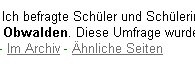 Ich befragte Schüler und Schülerin
Obwalden. Diese Umfrage wurde
- Im Archiv - Ähnliche Seiten